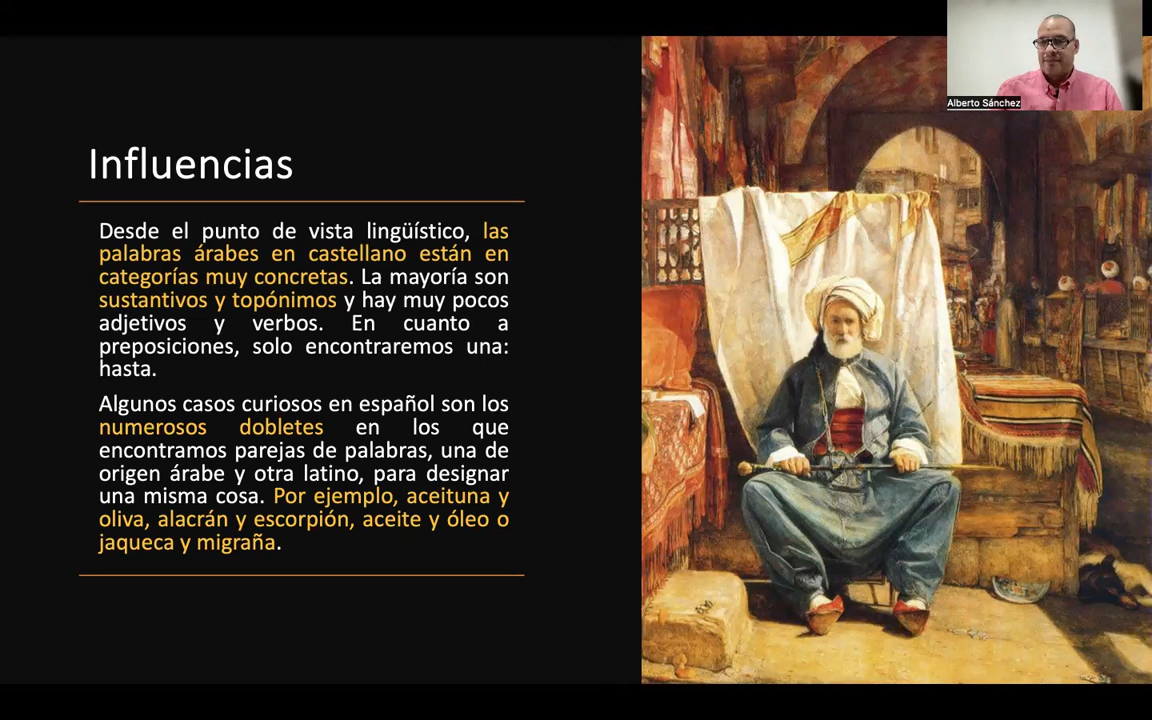 Alberto Sánchez
Influencias
Desde el punto de vista lingüístico, las
palabras árabes en castellano están en
categorías muy concretas. La mayoría son
sustantivos y topónimos y hay muy pocos
adjetivos y verbos. En cuanto a
preposiciones, solo encontraremos una:
hasta.
Algunos casos curiosos en español son los
numerosos dobletes en los que
encontramos parejas de palabras, una de
origen árabe y otra latino, para designar
una misma cosa. Por ejemplo, aceituna y
oliva, alacrán y escorpión, aceite y óleo o
jaqueca y migraña.